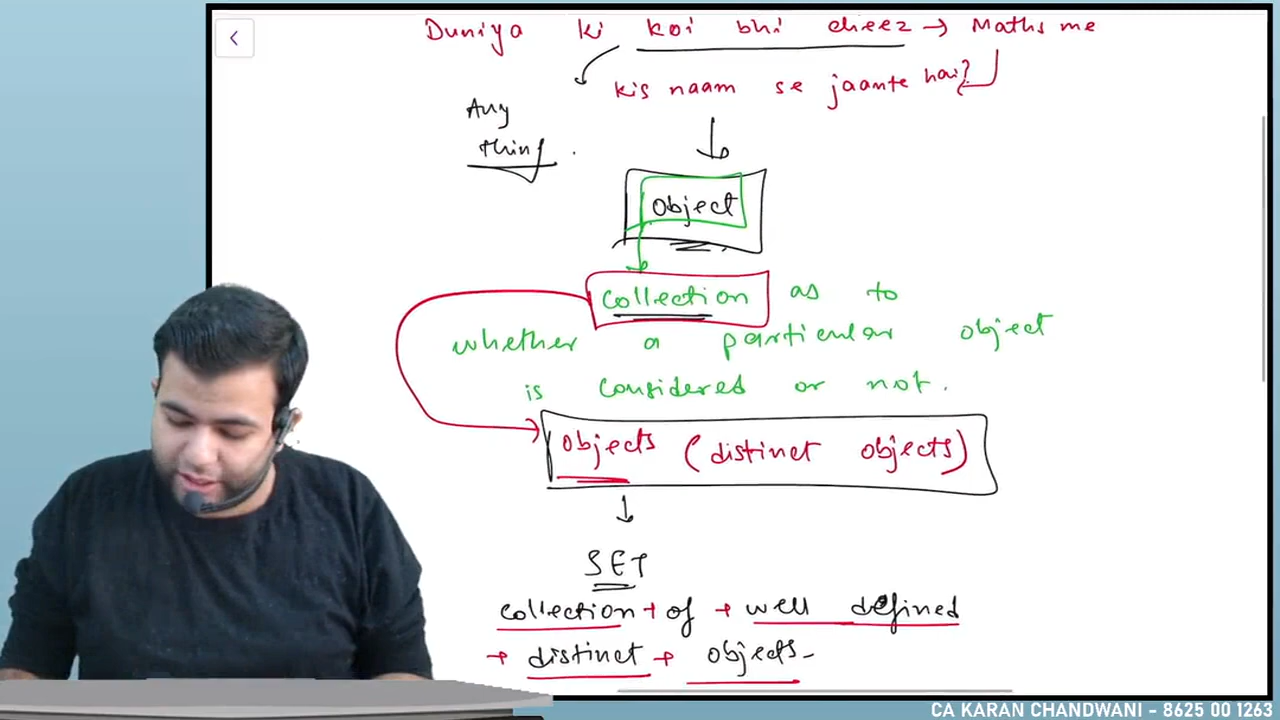 Duniya ki koi bhi cheez → Maths me
kis naam se jaante hai?
Any
thing
object
collection as to
whether a particular object
is considered or not.
objects (distinct objects)
SET
collection + of → well defined
→ distinct → objects
CA KARAN CHANDWANI - 8625 00 1263